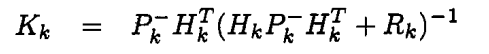 K_k = P_k^- H_k^T (H_k P_k^- H_k^T + R_k)^{-1}